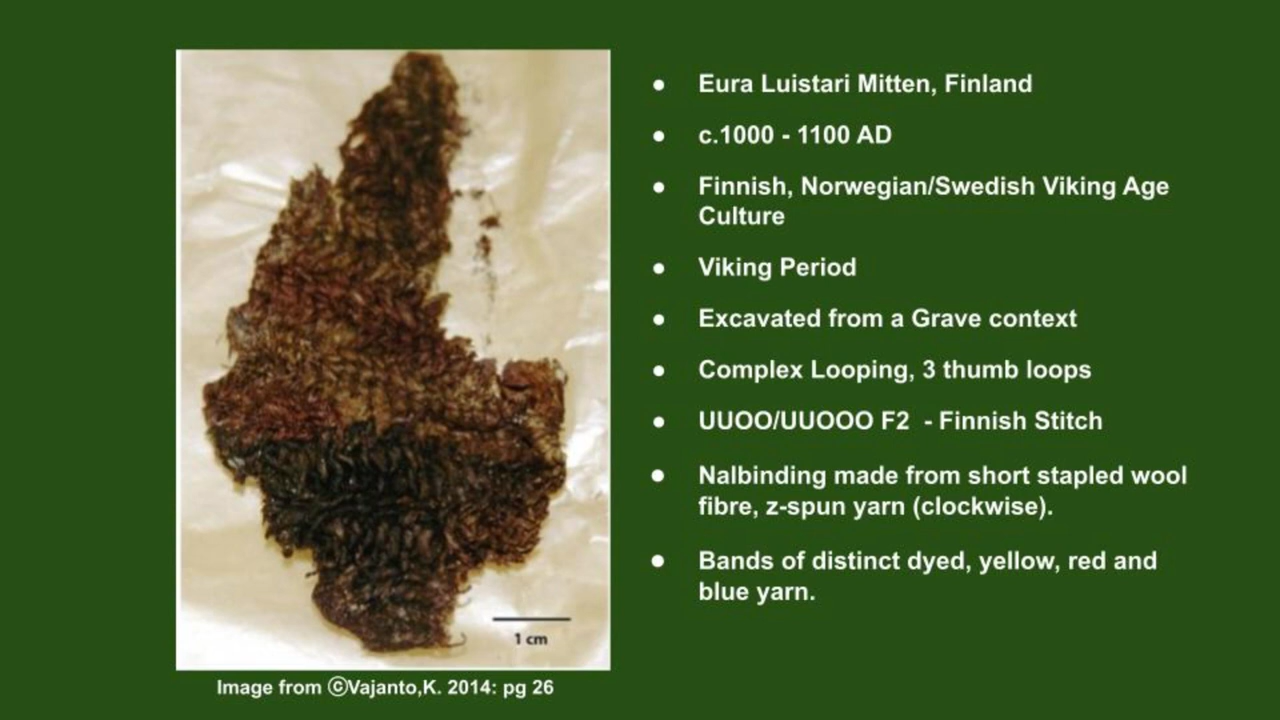 ● Eura Luistari Mitten, Finland
● c.1000 - 1100 AD
● Finnish, Norwegian/Swedish Viking Age
Culture
● Viking Period
● Excavated from a Grave context
● Complex Looping, 3 thumb loops
● UUOO/UUOOO F2 - Finnish Stitch
● Nalbinding made from short stapled wool
fibre, z-spun yarn (clockwise).
● Bands of distinct dyed, yellow, red and
blue yarn.
1 cm
Image from ©Vajanto,K. 2014: pg 26